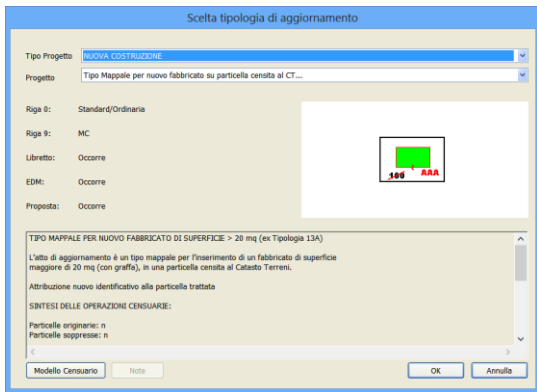 Scelta tipologia di aggiornamento
Tipo Progetto NUOVA COSTRUZIONE
Progetto Tipo Mappale per nuovo fabbricato su particella censita al CT...
Riga 0: Standard/Ordinaria
Riga 9: MC
Libretto: Occorre
EDM: Occorre
Proposta: Occorre
100 AAA
TIPO MAPPALE PER NUOVO FABBRICATO DI SUPERFICIE > 20 mq (ex Tipologia 13A)
L'atto di aggiornamento è un tipo mappale per l'inserimento di un fabbricato di superficie
maggiore di 20 mq (con graffa), in una particella censita al Catasto Terreni.
Attribuzione nuovo identificativo alla particella trattata
SINTESI DELLE OPERAZIONI CENSUARIE:
Particelle originarie: n
Particelle soppresse: n
Modello Censuario Note OK Annulla